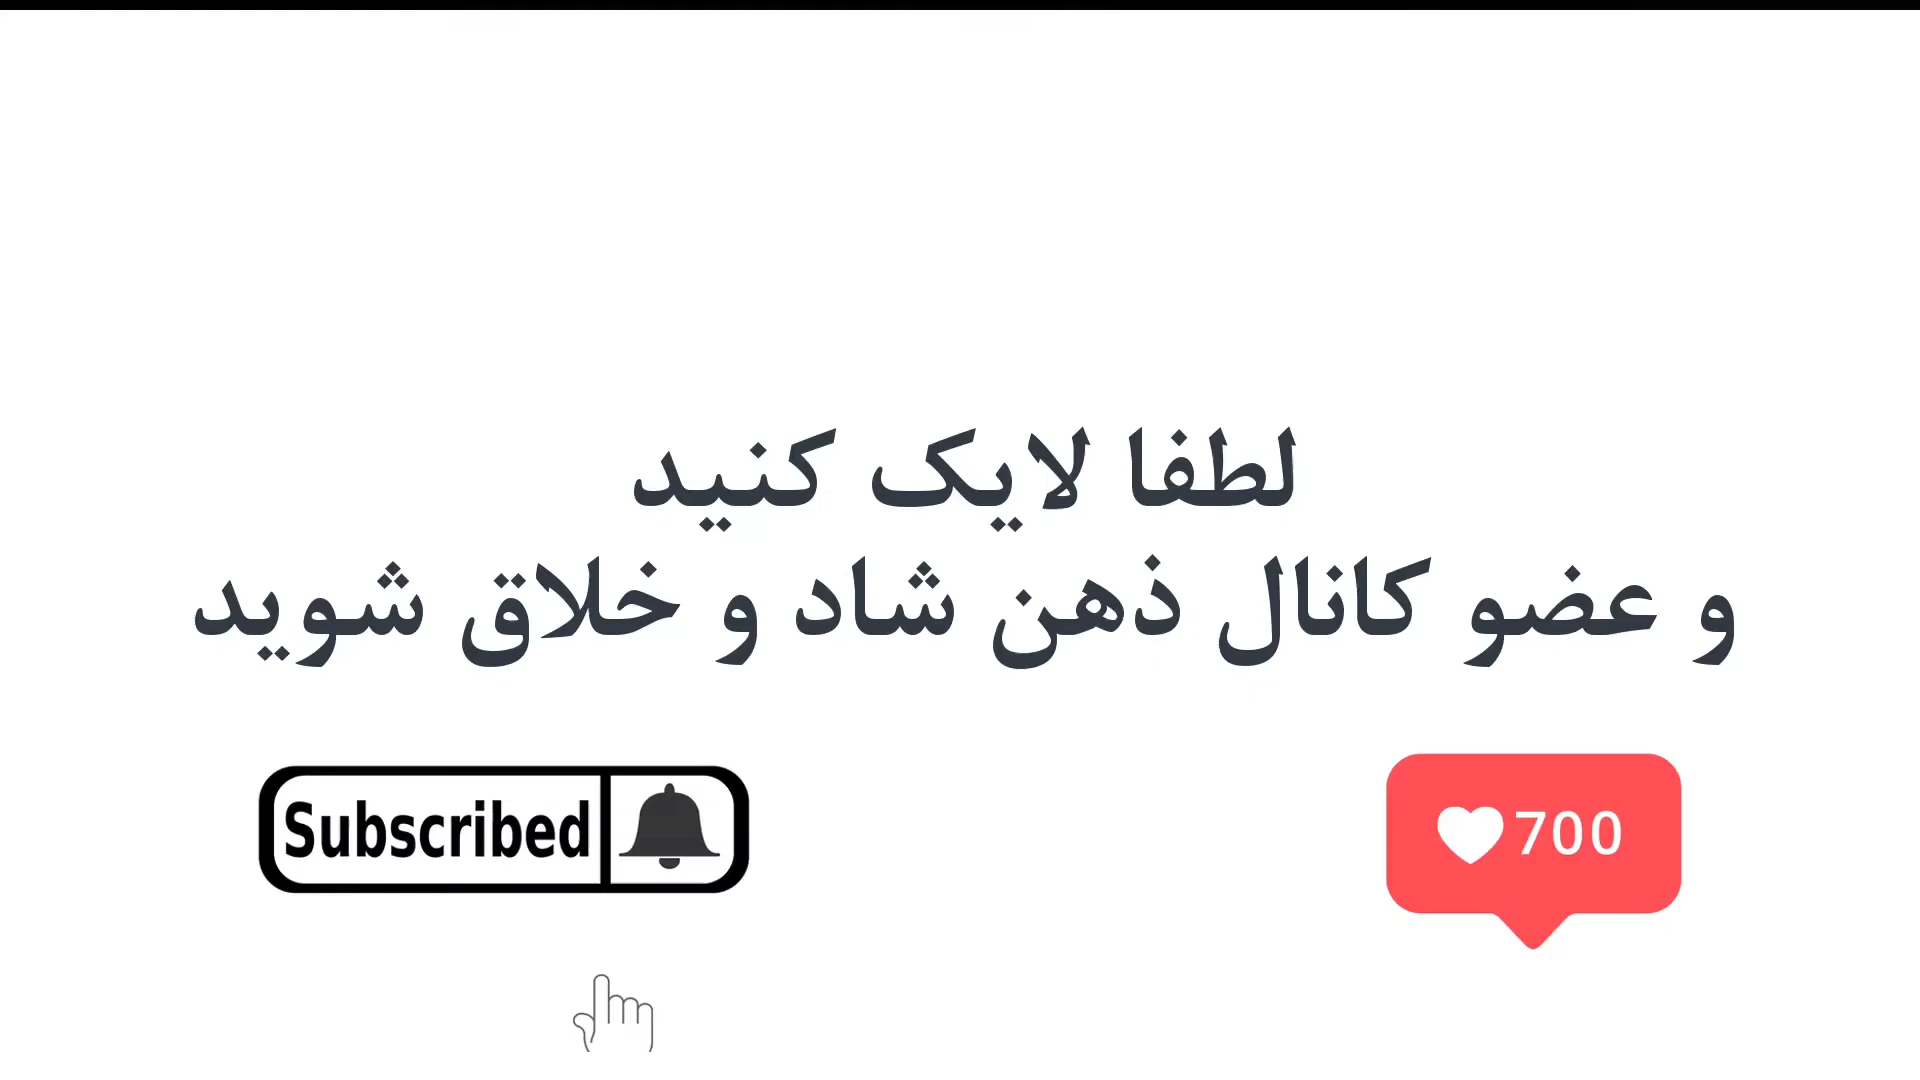 لطفا لایک کنید
و عضو کانال ذهن شاد و خلاق شوید
Subscribed
700